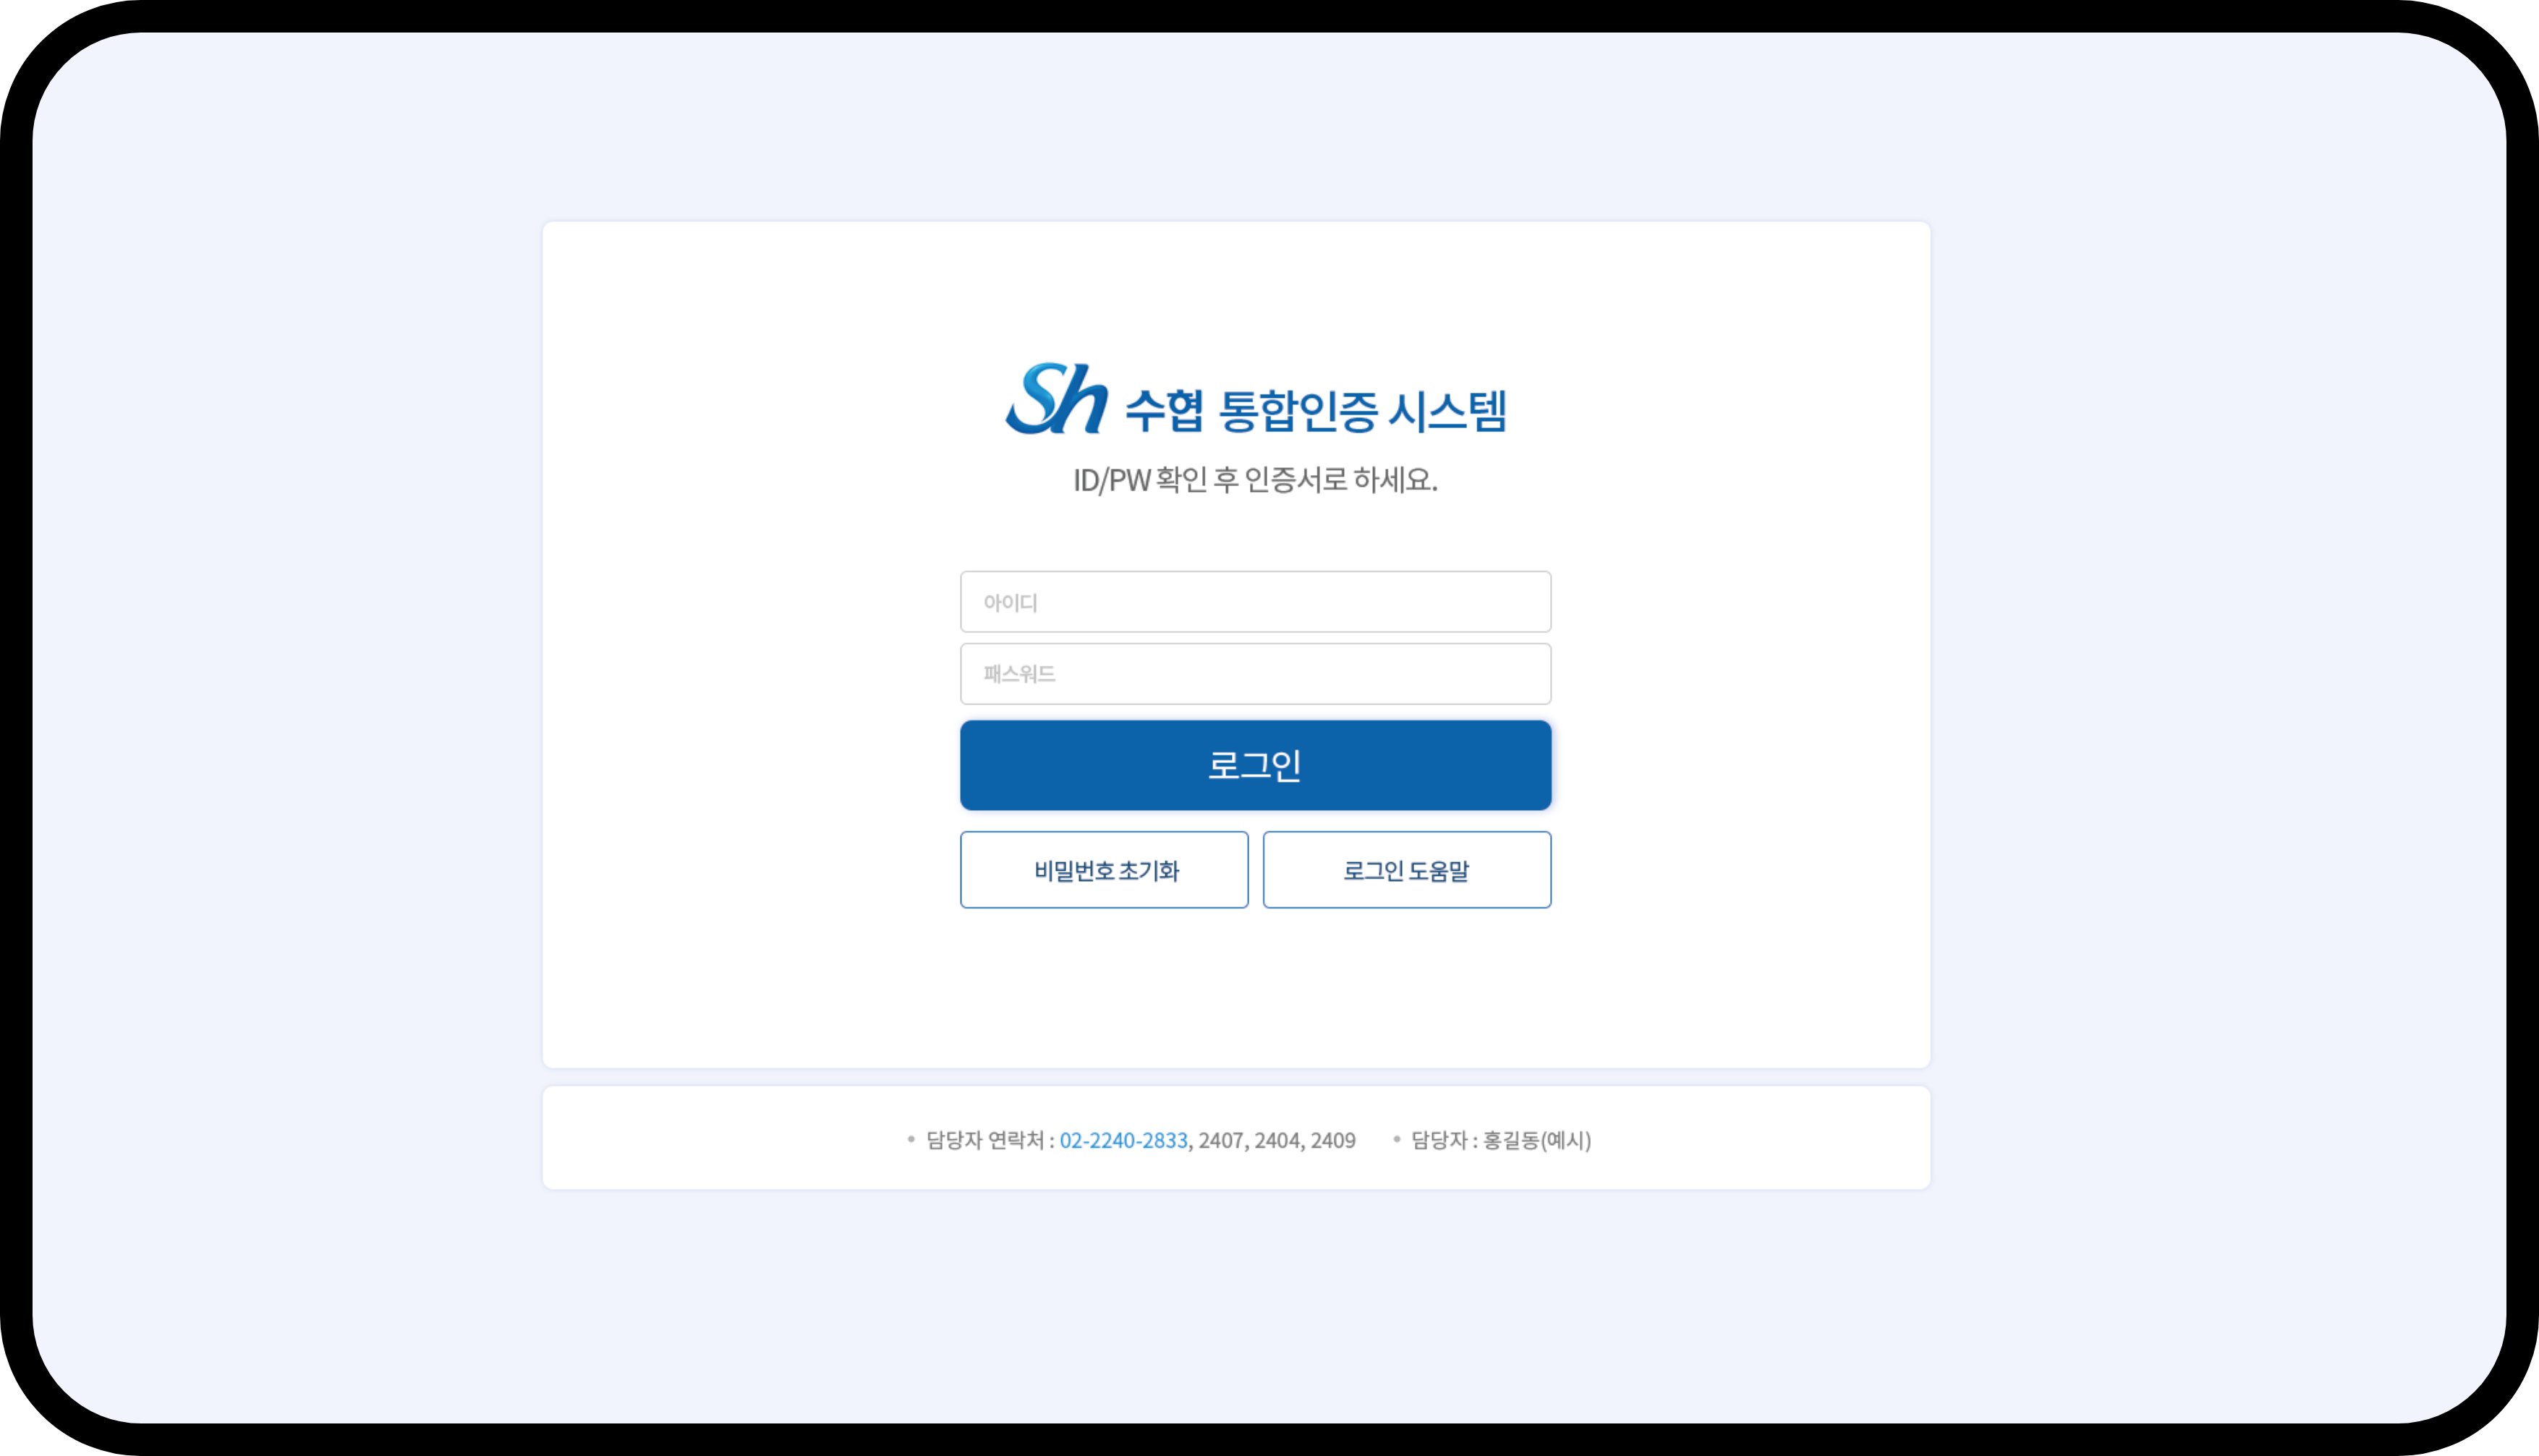 Sh 수협 통합인증 시스템
ID/PW 확인 후 인증서로 하세요.
아이디
패스워드
로그인
비밀번호 초기화 로그인 도움말
• 담당자 연락처 : 02-2240-2833, 2407, 2404, 2409 • 담당자 : 홍길동(예시)